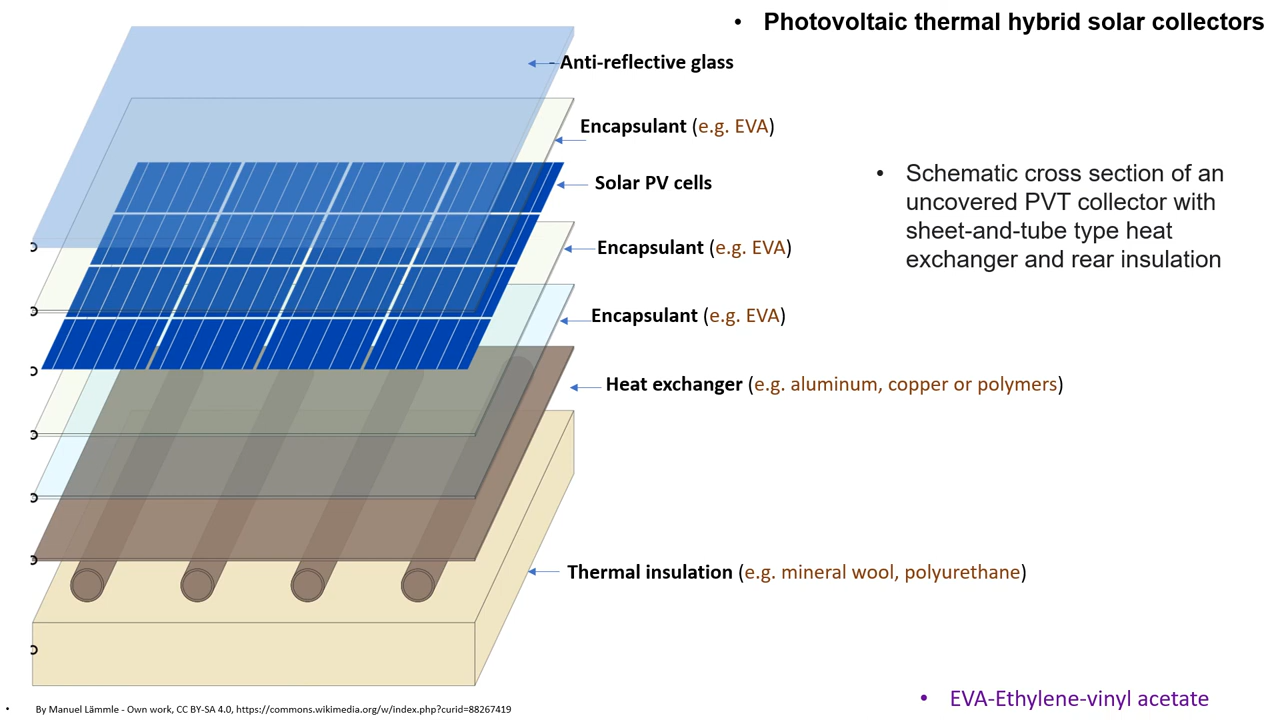 • Photovoltaic thermal hybrid solar collectors
Anti-reflective glass
Encapsulant (e.g. EVA)
Solar PV cells
• Schematic cross section of an
uncovered PVT collector with
sheet-and-tube type heat
exchanger and rear insulation
Encapsulant (e.g. EVA)
Encapsulant (e.g. EVA)
Heat exchanger (e.g. aluminum, copper or polymers)
Thermal insulation (e.g. mineral wool, polyurethane)
• EVA-Ethylene-vinyl acetate
• By Manuel Lämmle - Own work, CC BY-SA 4.0, https://commons.wikimedia.org/w/index.php?curid=88267419